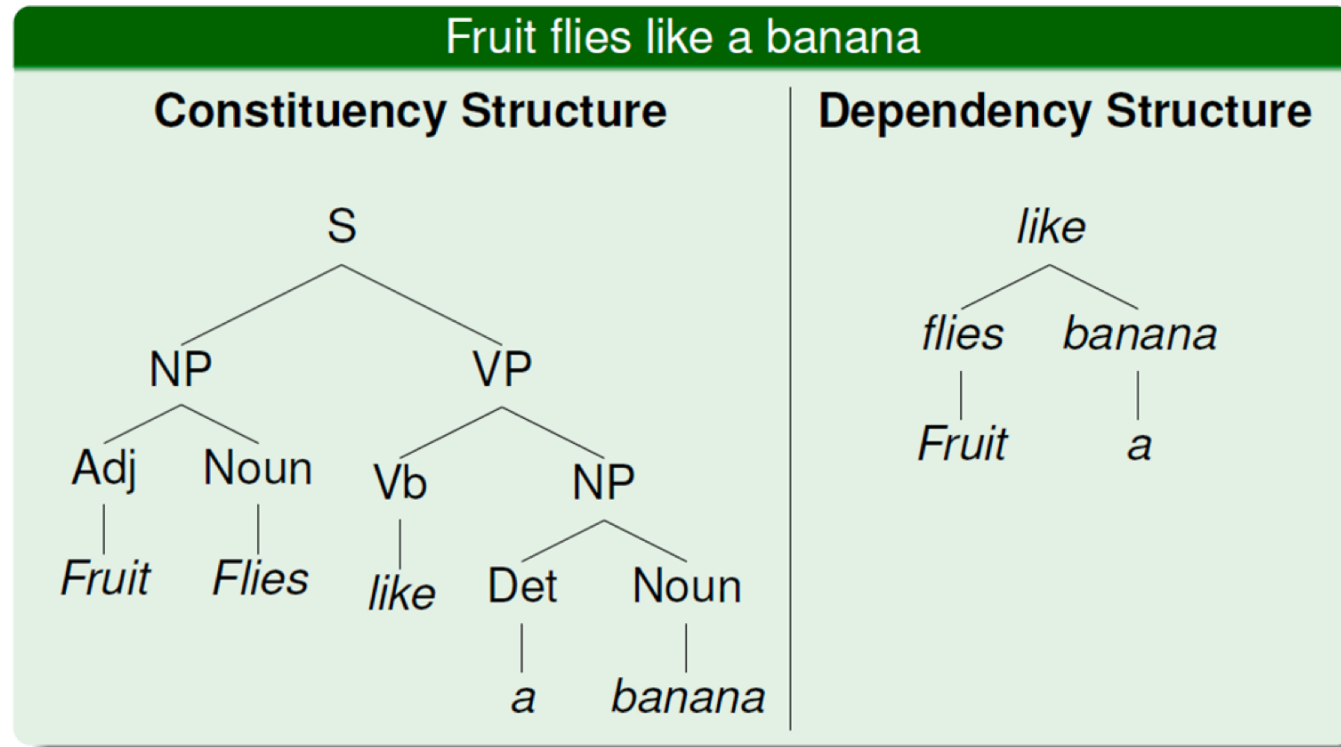 Fruit flies like a banana
Constituency Structure
S
NP VP
Adj Noun Vb NP
Fruit Flies like Det Noun
a banana
Dependency Structure
like
flies banana
Fruit a